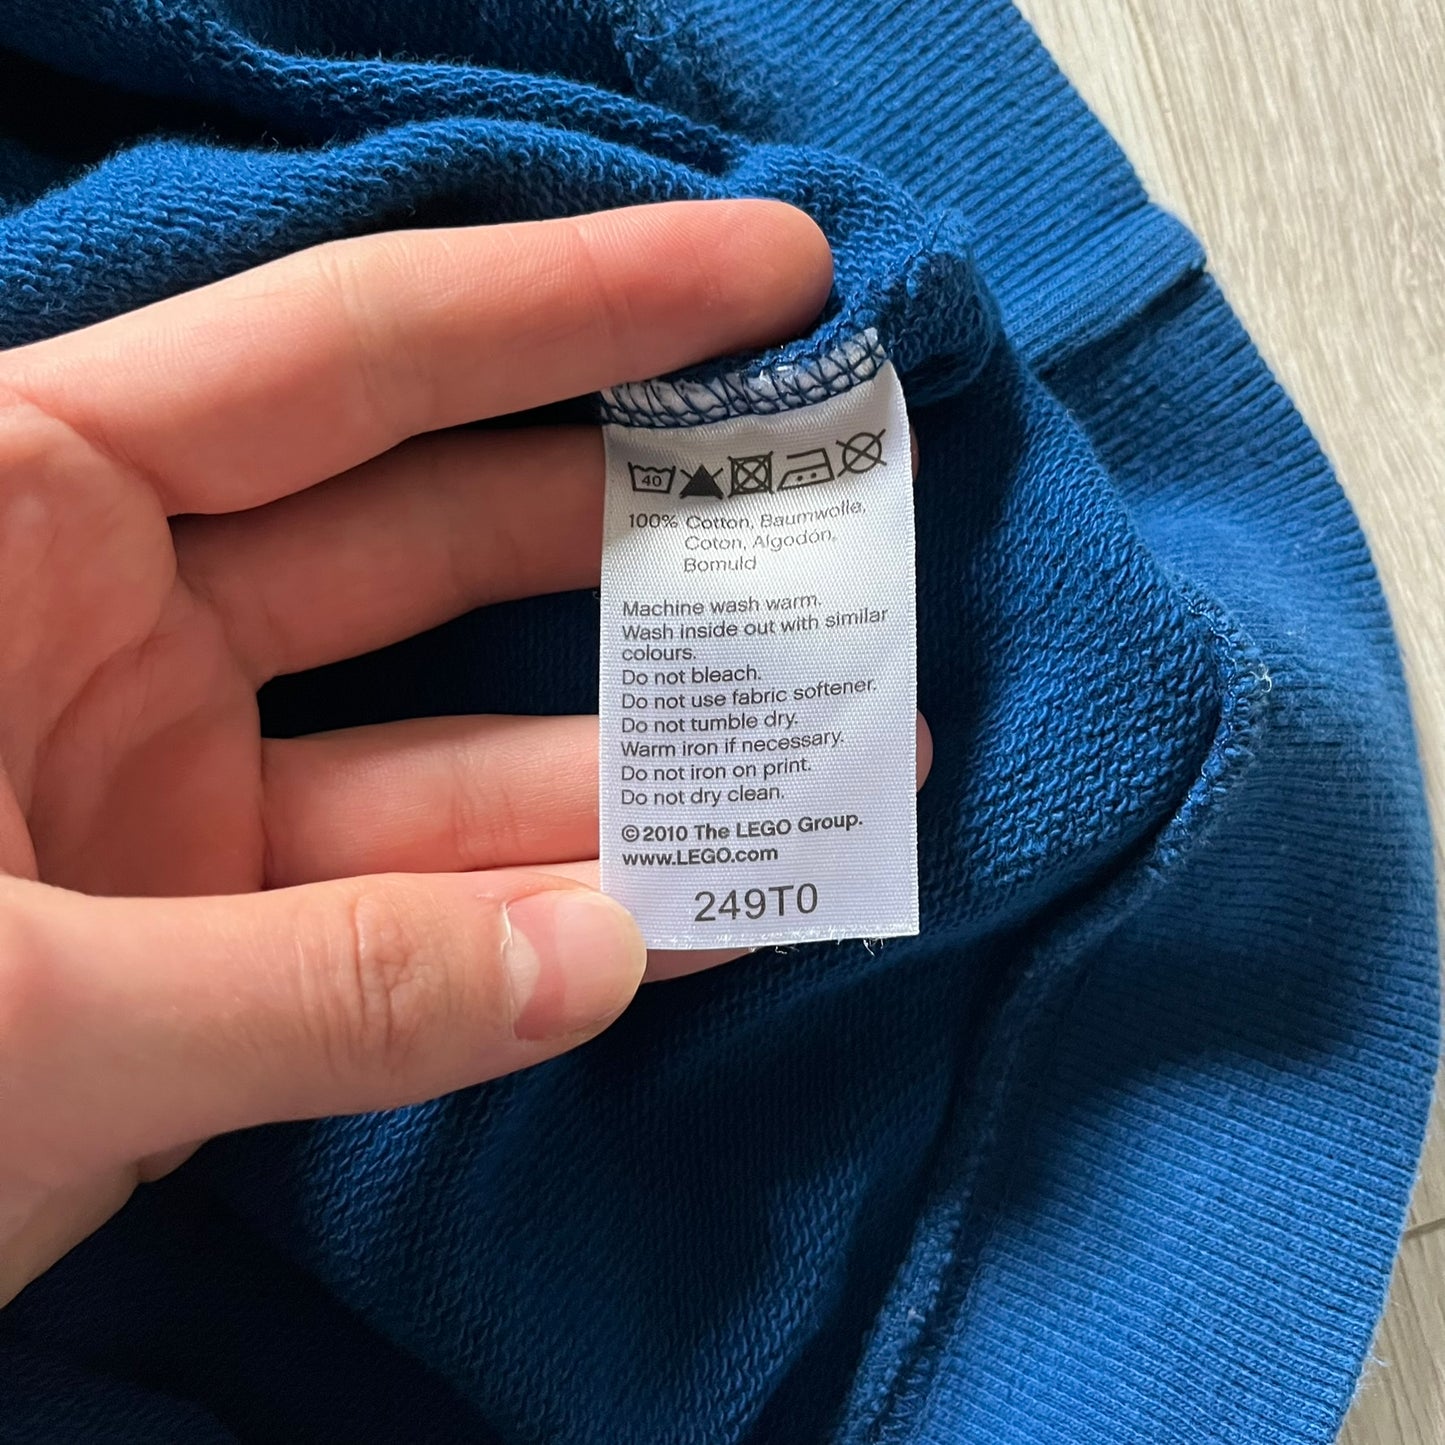 40
100% Cotton, Baumwolle,
Coton, Algodón,
Bomuld
Machine wash warm.
Wash inside out with similar
colours.
Do not bleach.
Do not use fabric softener.
Do not tumble dry.
Warm iron if necessary.
Do not iron on print.
Do not dry clean.
©2010 The LEGO Group.
www.LEGO.com
249T0